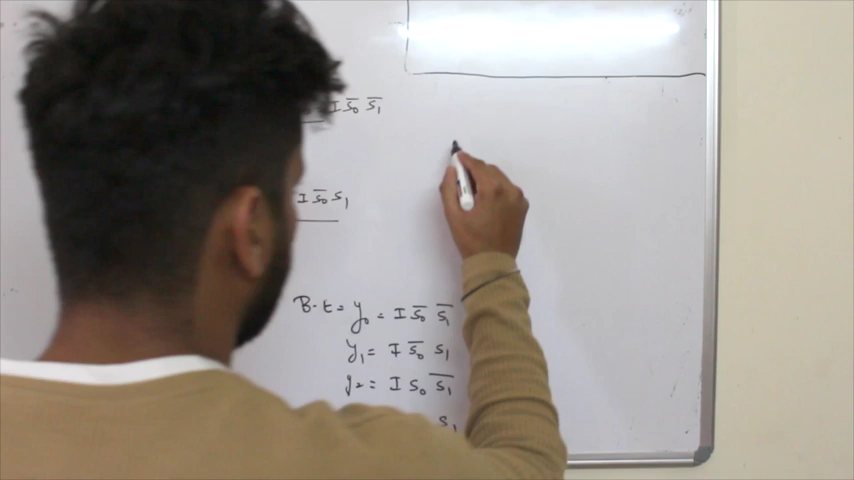 I S̅₀ S̅₁
I S̅₀ S₁
B.E = y₀ = I S̅₀ S̅₁
y₁ = I S̅₀ S₁
y₂ = I S₀ S̅₁
S₁